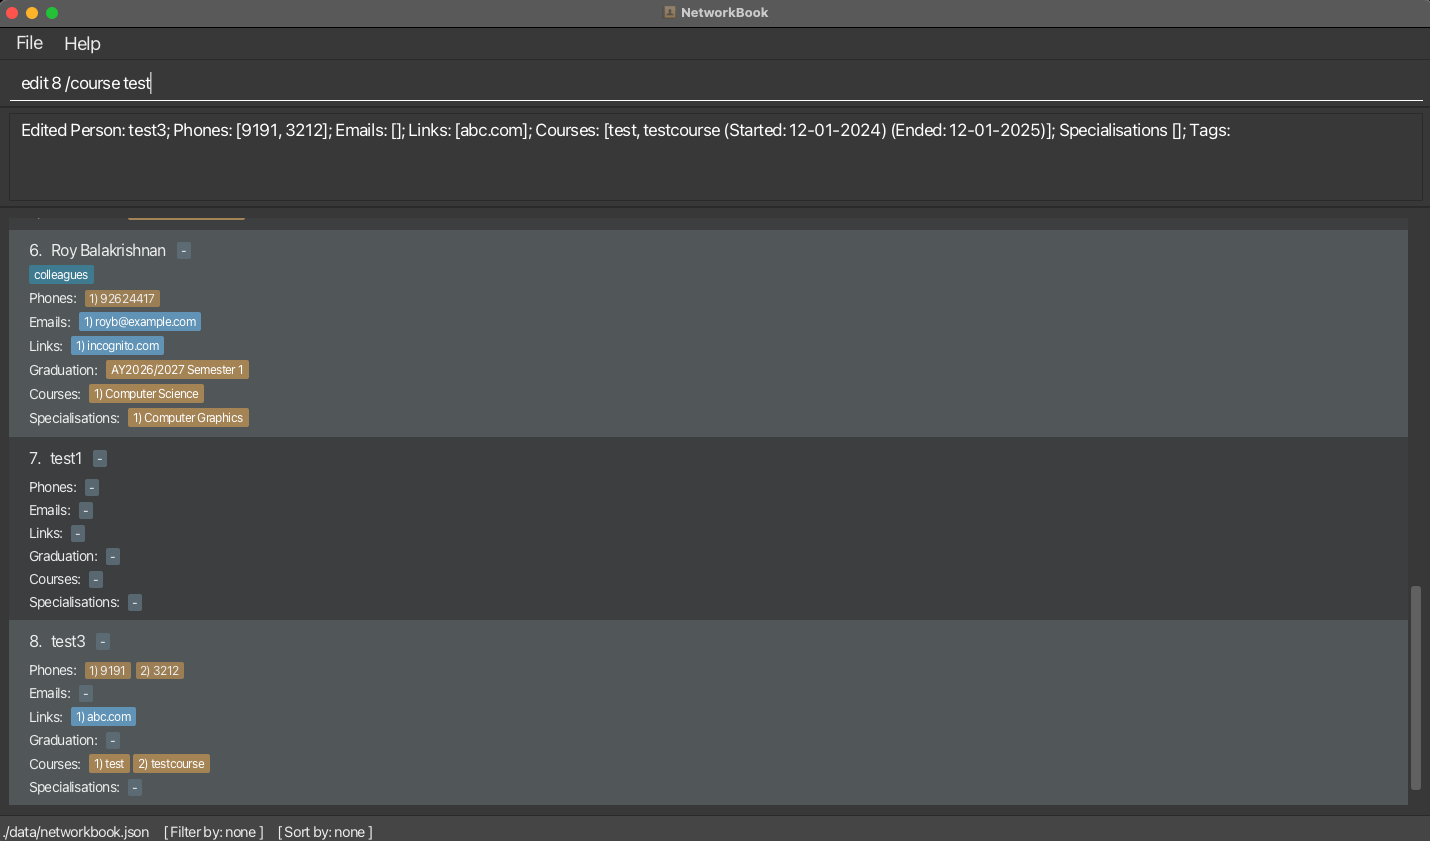 NetworkBook
File Help
edit 8 /course test
Edited Person: test3; Phones: [9191, 3212]; Emails: []; Links: [abc.com]; Courses: [test, testcourse (Started: 12-01-2024) (Ended: 12-01-2025)]; Specialisations []; Tags:
6. Roy Balakrishnan -
colleagues
Phones: 1) 92624417
Emails: 1) royb@example.com
Links: 1) incognito.com
Graduation: AY2026/2027 Semester 1
Courses: 1) Computer Science
Specialisations: 1) Computer Graphics
7. test1 -
Phones: -
Emails: -
Links: -
Graduation: -
Courses: -
Specialisations: -
8. test3 -
Phones: 1) 9191 2) 3212
Emails: -
Links: 1) abc.com
Graduation: -
Courses: 1) test 2) testcourse
Specialisations: -
./data/networkbook.json [ Filter by: none ] [ Sort by: none ]